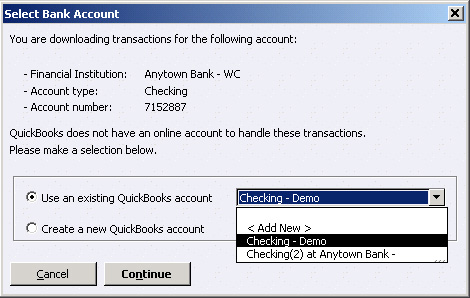 Select Bank Account
You are downloading transactions for the following account:
- Financial Institution: Anytown Bank - WC
- Account type: Checking
- Account number: 7152887
QuickBooks does not have an online account to handle these transactions.
Please make a selection below.
Use an existing QuickBooks account Checking - Demo
< Add New >
Create a new QuickBooks account
Checking - Demo
Checking(2) at Anytown Bank -
Cancel Continue